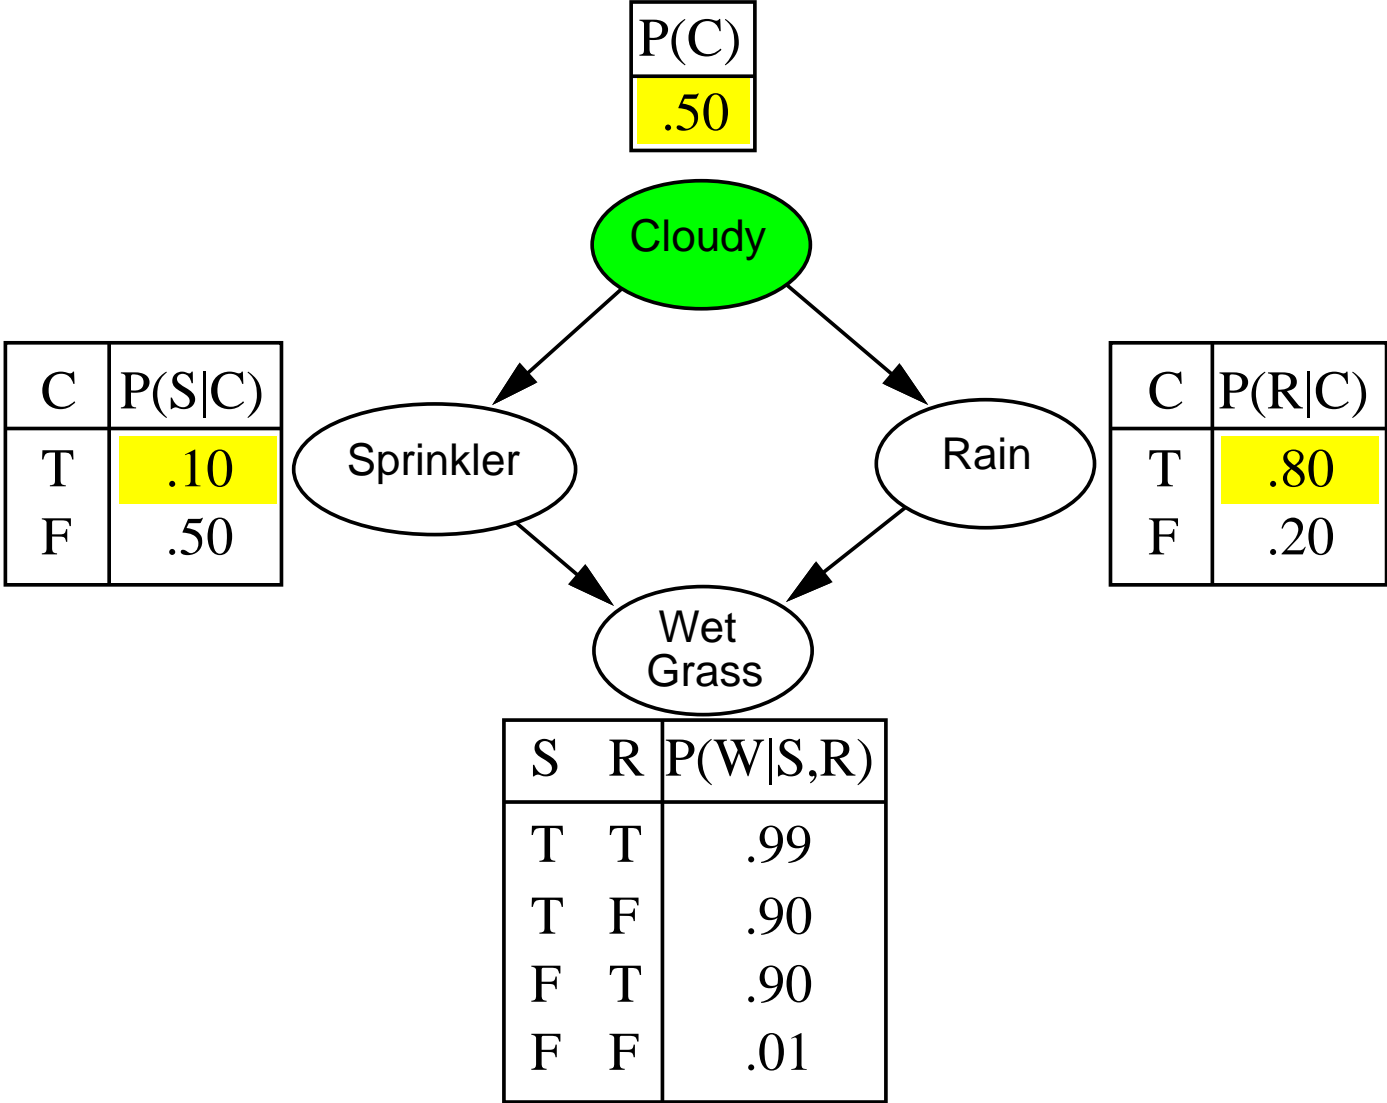 P(C)
.50
Cloudy
C P(S|C)
T .10
F .50
Sprinkler
Rain
C P(R|C)
T .80
F .20
Wet
Grass
S R P(W|S,R)
T T .99
T F .90
F T .90
F F .01